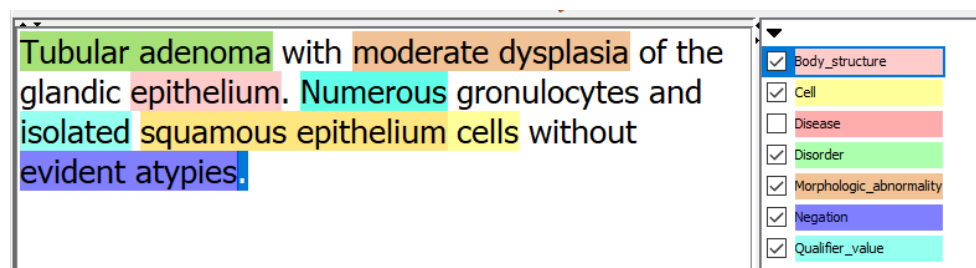 Tubular adenoma with moderate dysplasia of the
glandic epithelium. Numerous gronulocytes and
isolated squamous epithelium cells without
evident atypies.
Body_structure
Cell
Disease
Disorder
Morphologic_abnormality
Negation
Qualifier_value